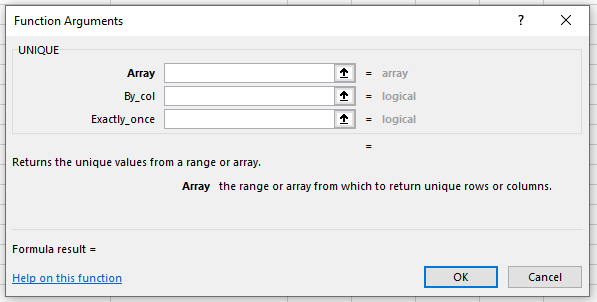 Function Arguments ? ×
UNIQUE
Array = array
By_col = logical
Exactly_once = logical
=
Returns the unique values from a range or array.
Array the range or array from which to return unique rows or columns.
Formula result =
Help on this function OK Cancel